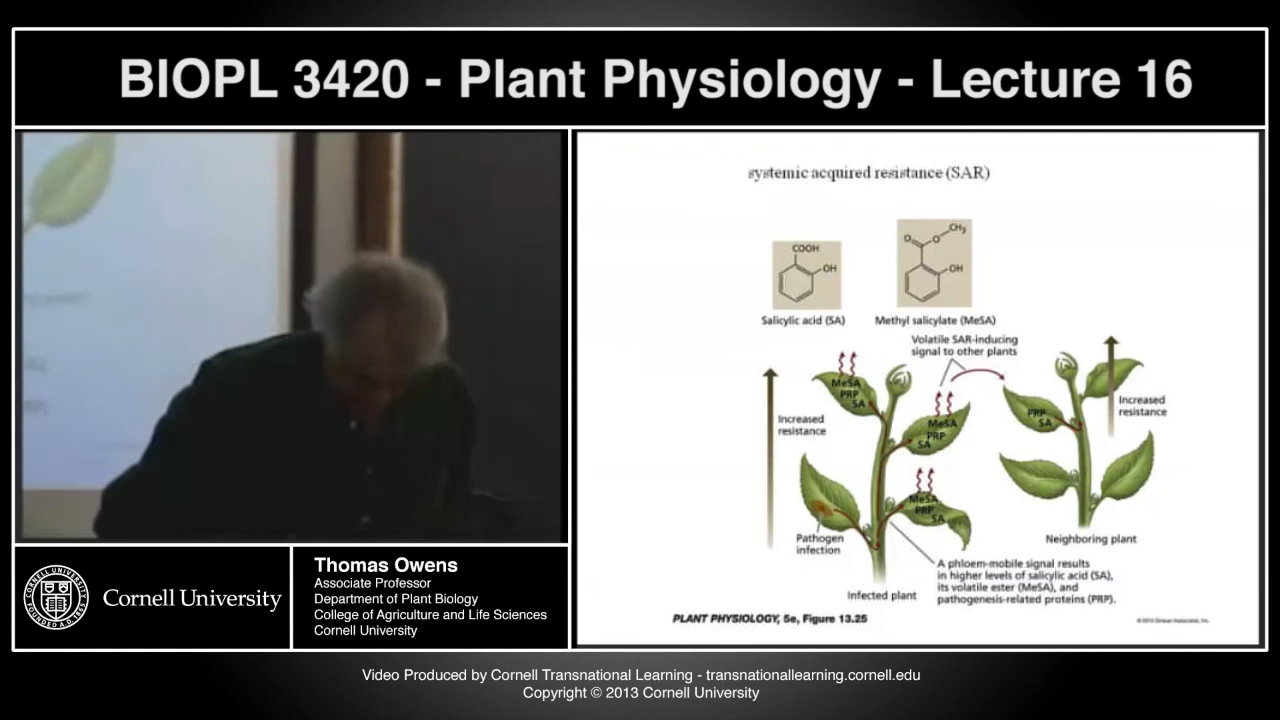 BIOPL 3420 - Plant Physiology - Lecture 16
systemic acquired resistance (SAR)
COOH
OH
Salicylic acid (SA)
O
O
CH₃
OH
Methyl salicylate (MeSA)
Volatile SAR-inducing
signal to other plants
MeSA
PRP
SA
Increased
resistance
MeSA
PRP
SA
MeSA
PRP
SA
PRP
SA
Increased
resistance
Pathogen
infection
Infected plant
Neighboring plant
A phloem-mobile signal results
in higher levels of salicylic acid (SA),
its volatile ester (MeSA), and
pathogenesis-related proteins (PRP).
PLANT PHYSIOLOGY, 5e, Figure 13.25
© 2010 Sinauer Associates, Inc.
Cornell University
Thomas Owens
Associate Professor
Department of Plant Biology
College of Agriculture and Life Sciences
Cornell University
Video Produced by Cornell Transnational Learning - transnationallearning.cornell.edu
Copyright © 2013 Cornell University